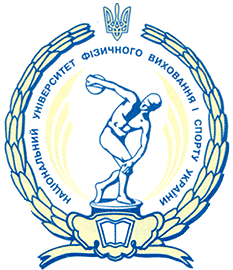 НАЦІОНАЛЬНИЙ УНІВЕРСИТЕТ ФІЗИЧНОГО ВИХОВАННЯ І СПОРТУ УКРАЇНИ